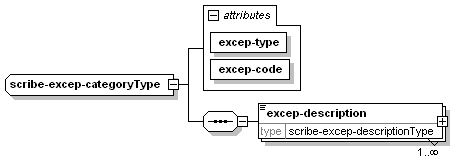 attributes
excep-type
excep-code
scribe-excep-categoryType
excep-description
type scribe-excep-descriptionType
1..∞